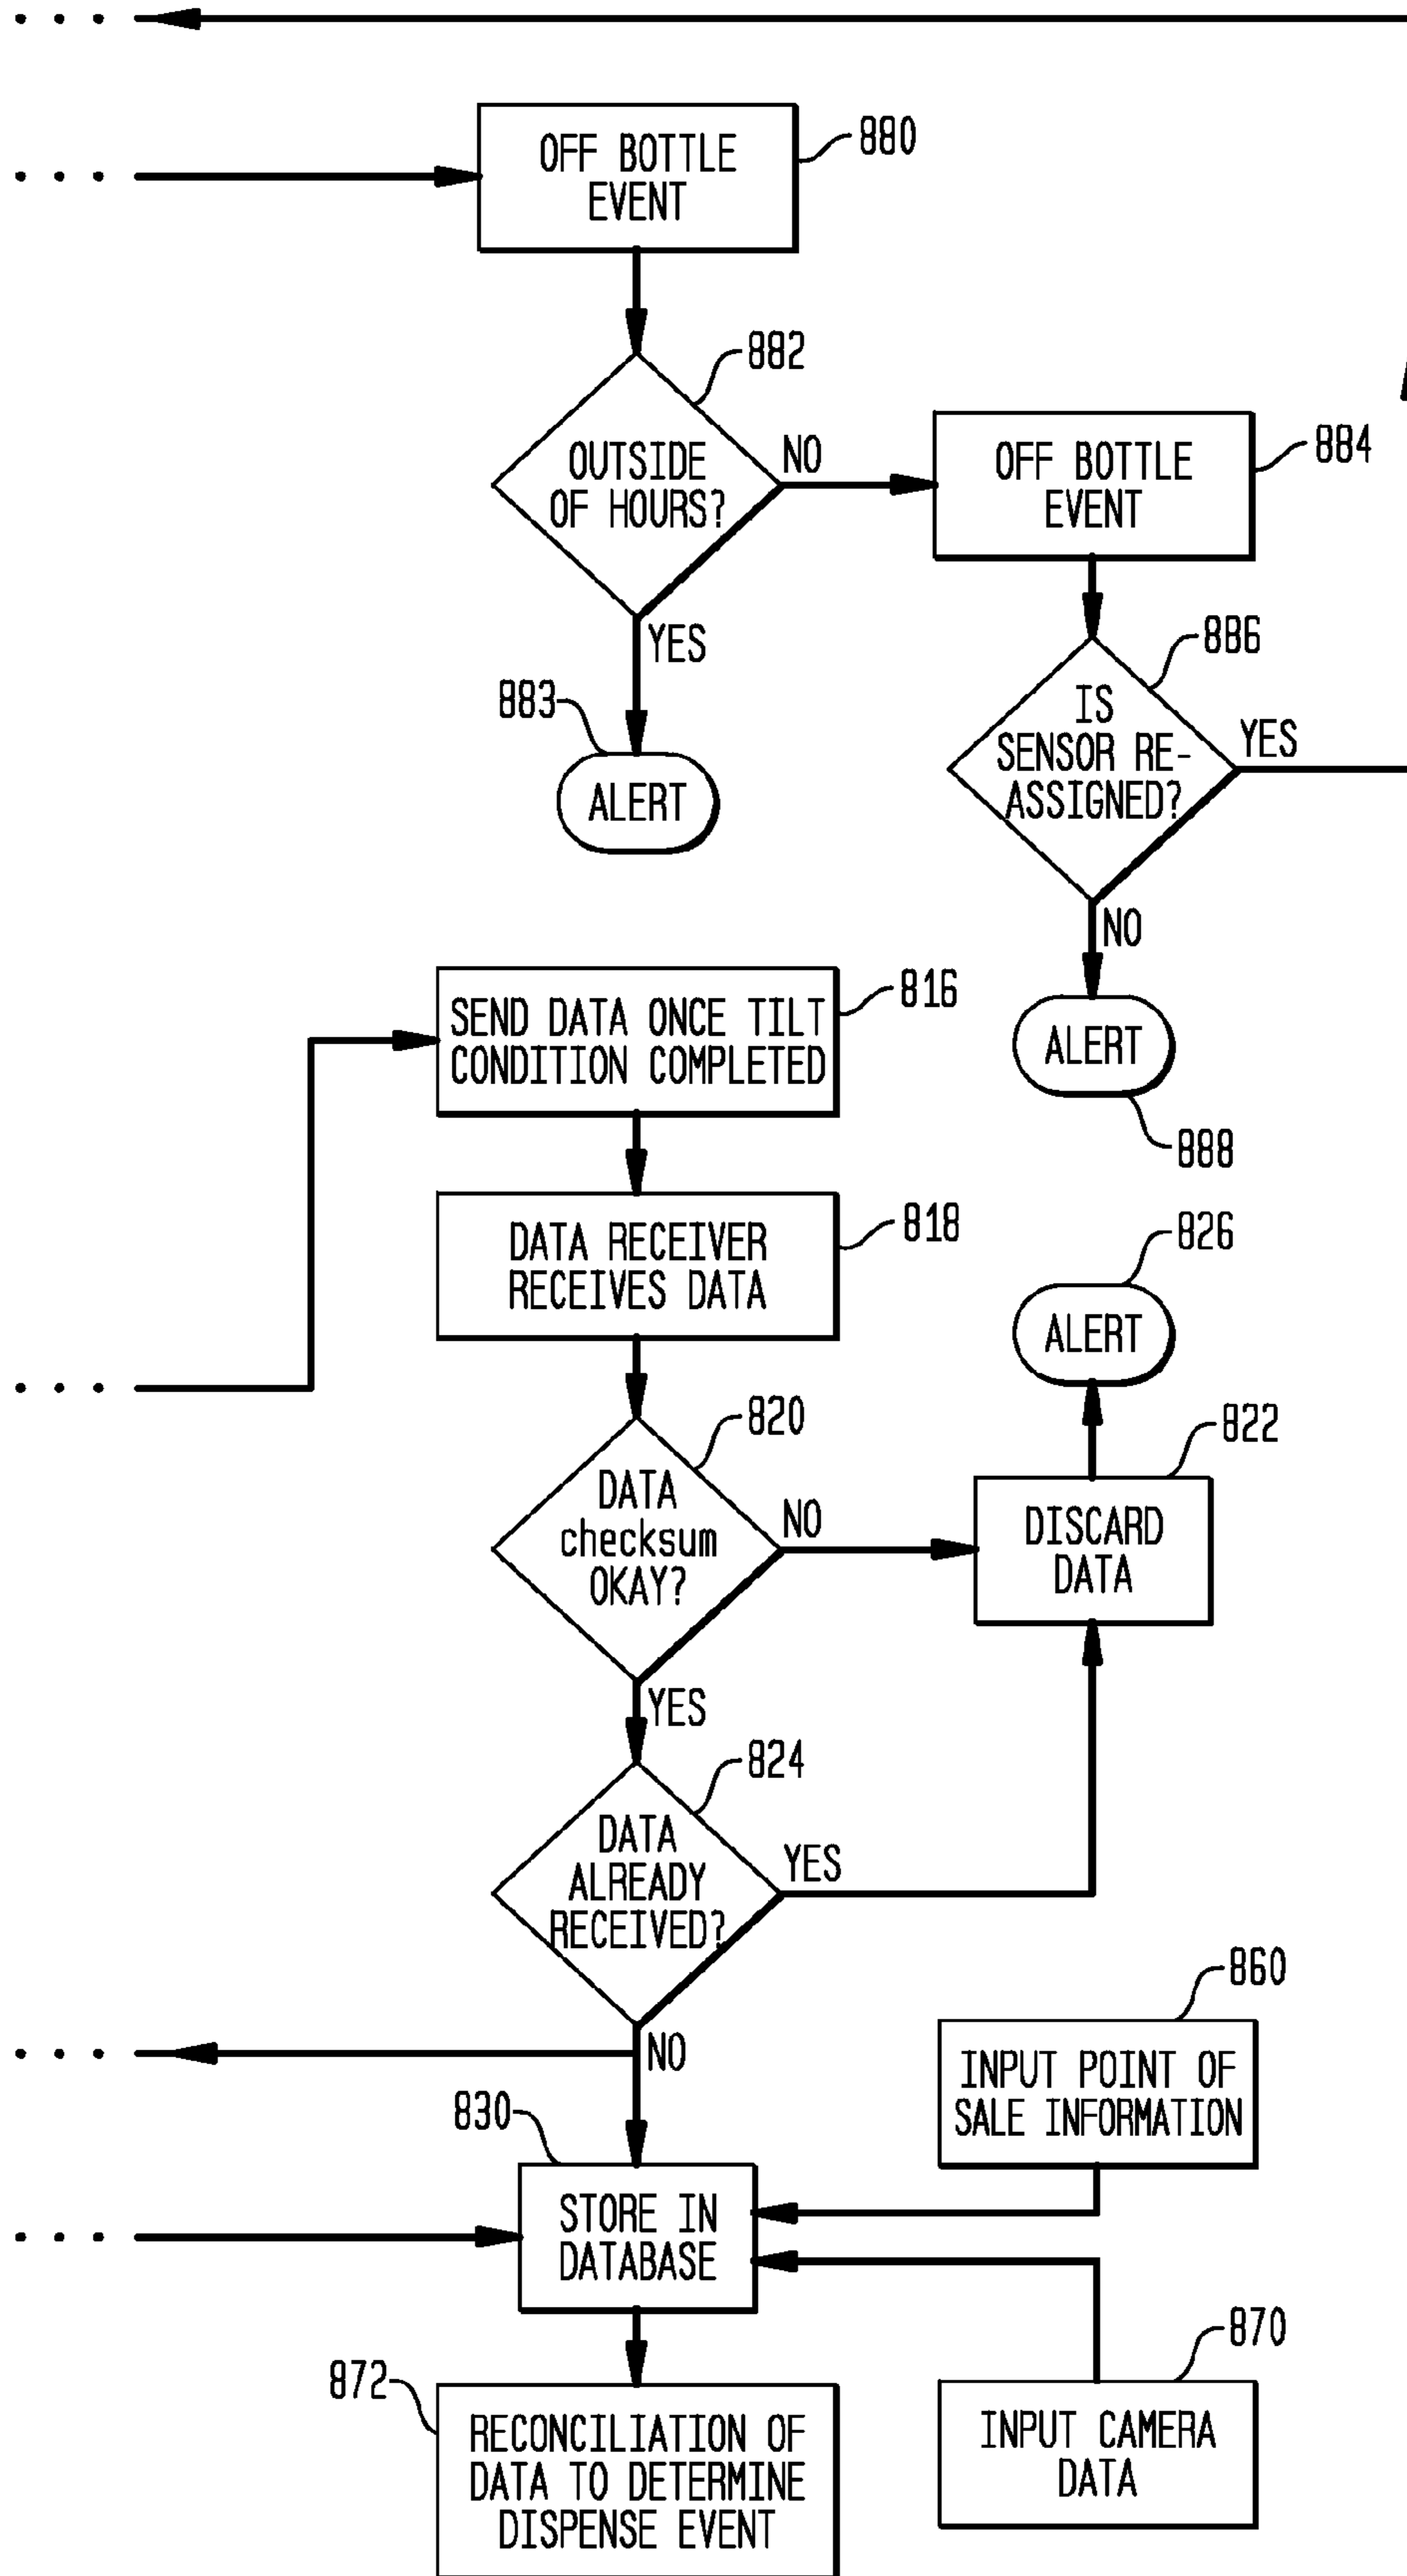 OFF BOTTLE
EVENT
880
882
OUTSIDE
OF HOURS?
NO
YES
883
ALERT
OFF BOTTLE
EVENT
884
886
IS
SENSOR RE-
ASSIGNED?
YES
NO
ALERT
888
SEND DATA ONCE TILT
CONDITION COMPLETED
816
DATA RECEIVER
RECEIVES DATA
818
826
ALERT
820
DATA
checksum
OKAY?
NO
YES
822
DISCARD
DATA
824
DATA
ALREADY
RECEIVED?
YES
NO
860
INPUT POINT OF
SALE INFORMATION
830
STORE IN
DATABASE
870
INPUT CAMERA
DATA
872
RECONCILIATION OF
DATA TO DETERMINE
DISPENSE EVENT